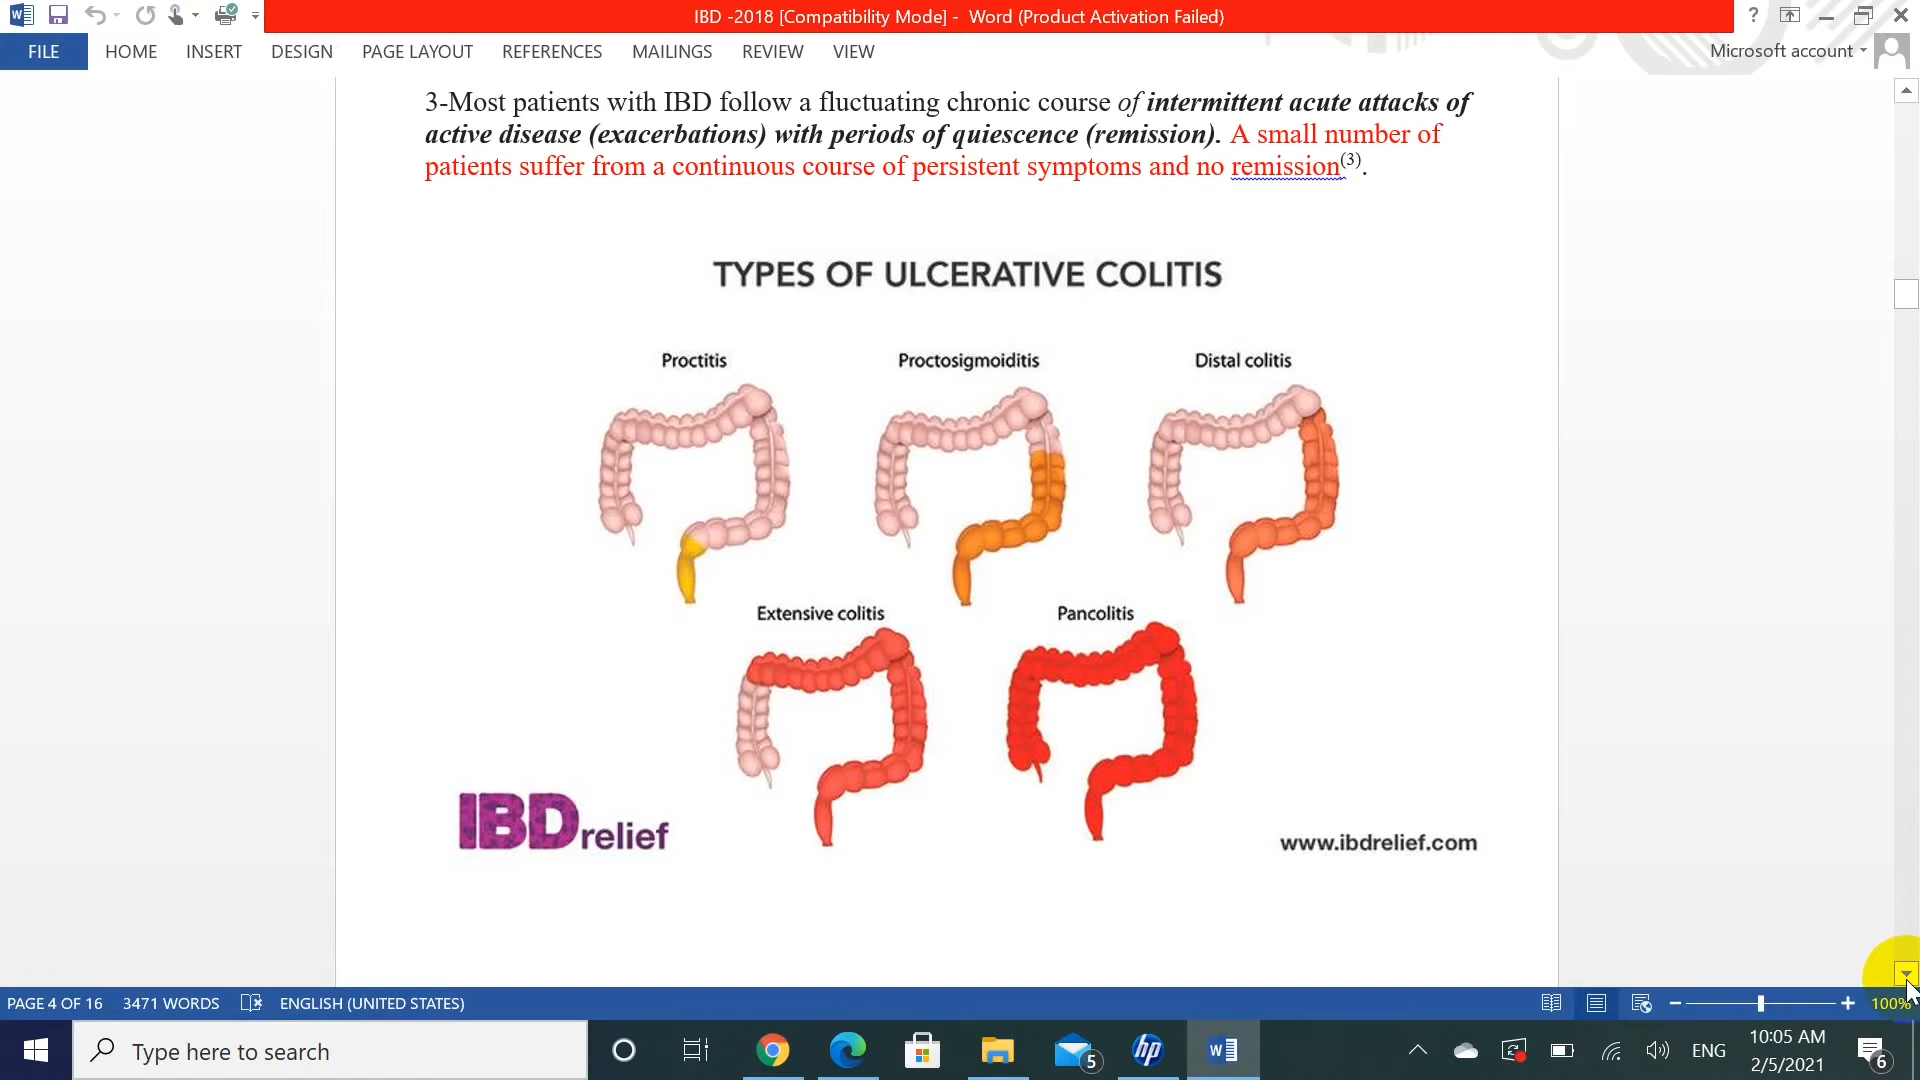 IBD -2018 [Compatibility Mode] - Word (Product Activation Failed)
?
FILE HOME INSERT DESIGN PAGE LAYOUT REFERENCES MAILINGS REVIEW VIEW
Microsoft account
3-Most patients with IBD follow a fluctuating chronic course of intermittent acute attacks of
active disease (exacerbations) with periods of quiescence (remission). A small number of
patients suffer from a continuous course of persistent symptoms and no remission(3).
TYPES OF ULCERATIVE COLITIS
Proctitis Proctosigmoiditis Distal colitis
Extensive colitis Pancolitis
IBDrelief
www.ibdrelief.com
PAGE 4 OF 16 3471 WORDS ENGLISH (UNITED STATES) 100%
Type here to search
5
hp
W
ENG
10:05 AM
2/5/2021
6